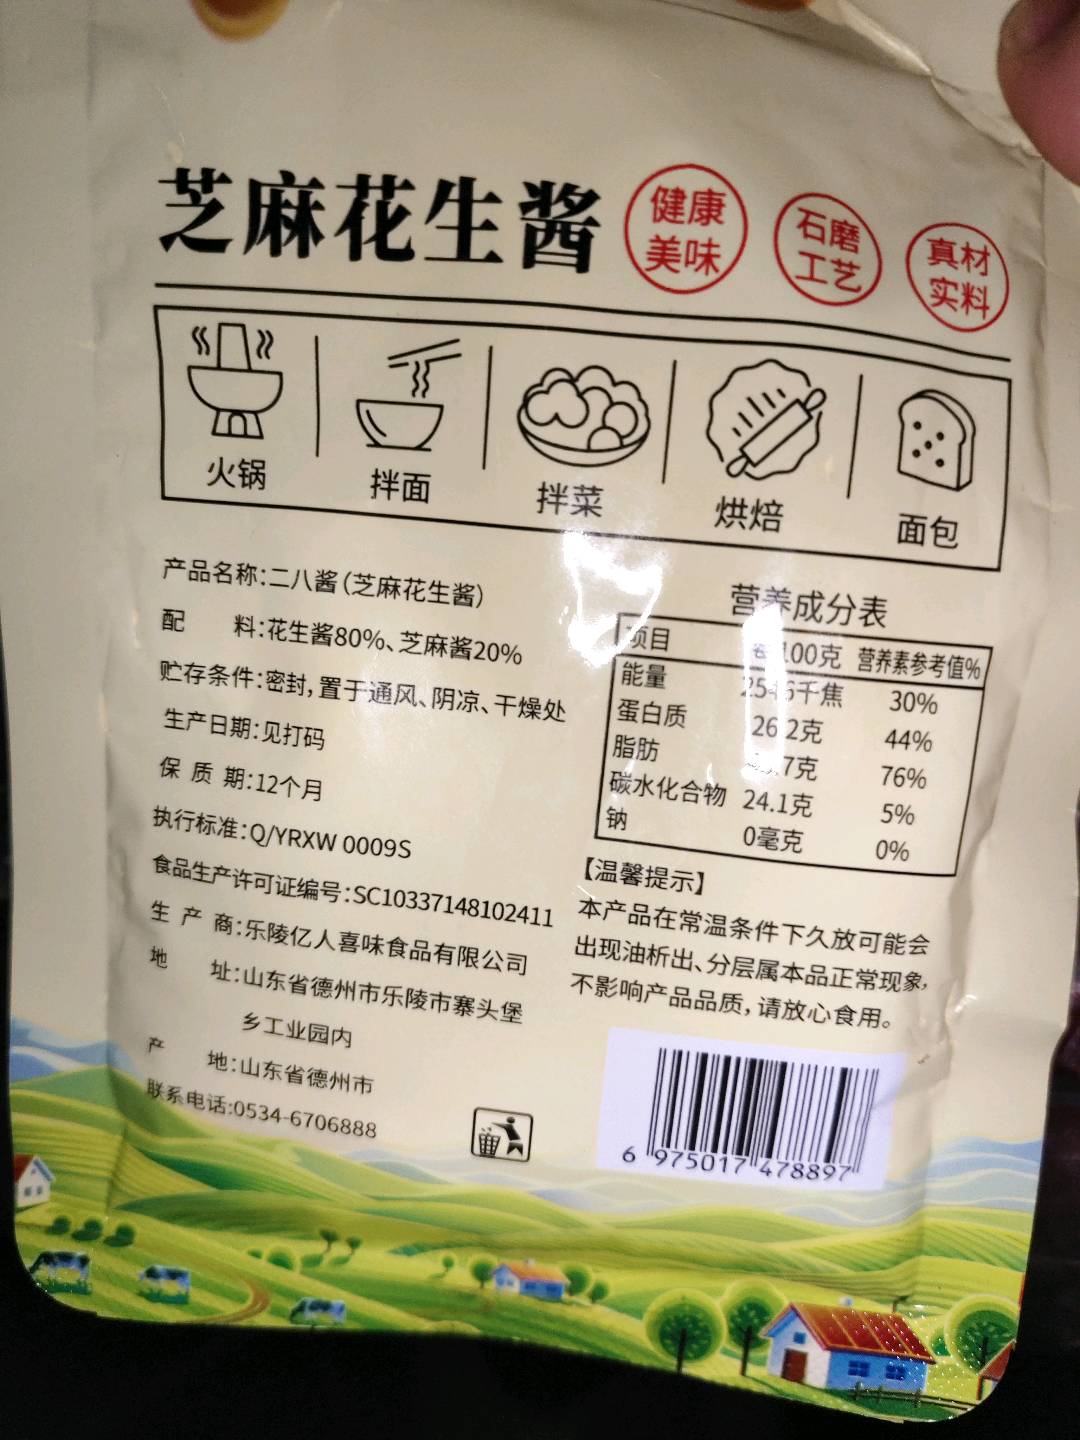 芝麻花生酱
健康
美味
石磨
工艺
真材
实料
火锅
拌面
拌菜
烘焙
面包
产品名称:二八酱(芝麻花生酱)
配 料:花生酱80%、芝麻酱20%
贮存条件:密封,置于通风、阴凉、干燥处
生产日期:见打码
保 质 期:12个月
执行标准:Q/YRXW 0009S
食品生产许可证编号:SC10337148102411
生 产 商:乐陵亿人喜味食品有限公司
地 址:山东省德州市乐陵市寨头堡
乡工业园内
产 地:山东省德州市
联系电话:0534-6706888
营养成分表
项目 每100克 营养素参考值%
能量 千焦 30%
蛋白质 26.2克 44%
脂肪 76%
碳水化合物 24.1克 5%
钠 0毫克 0%
【温馨提示】
本产品在常温条件下久放可能会
出现油析出、分层属本品正常现象,
不影响产品品质,请放心食用。
6 975017 478897